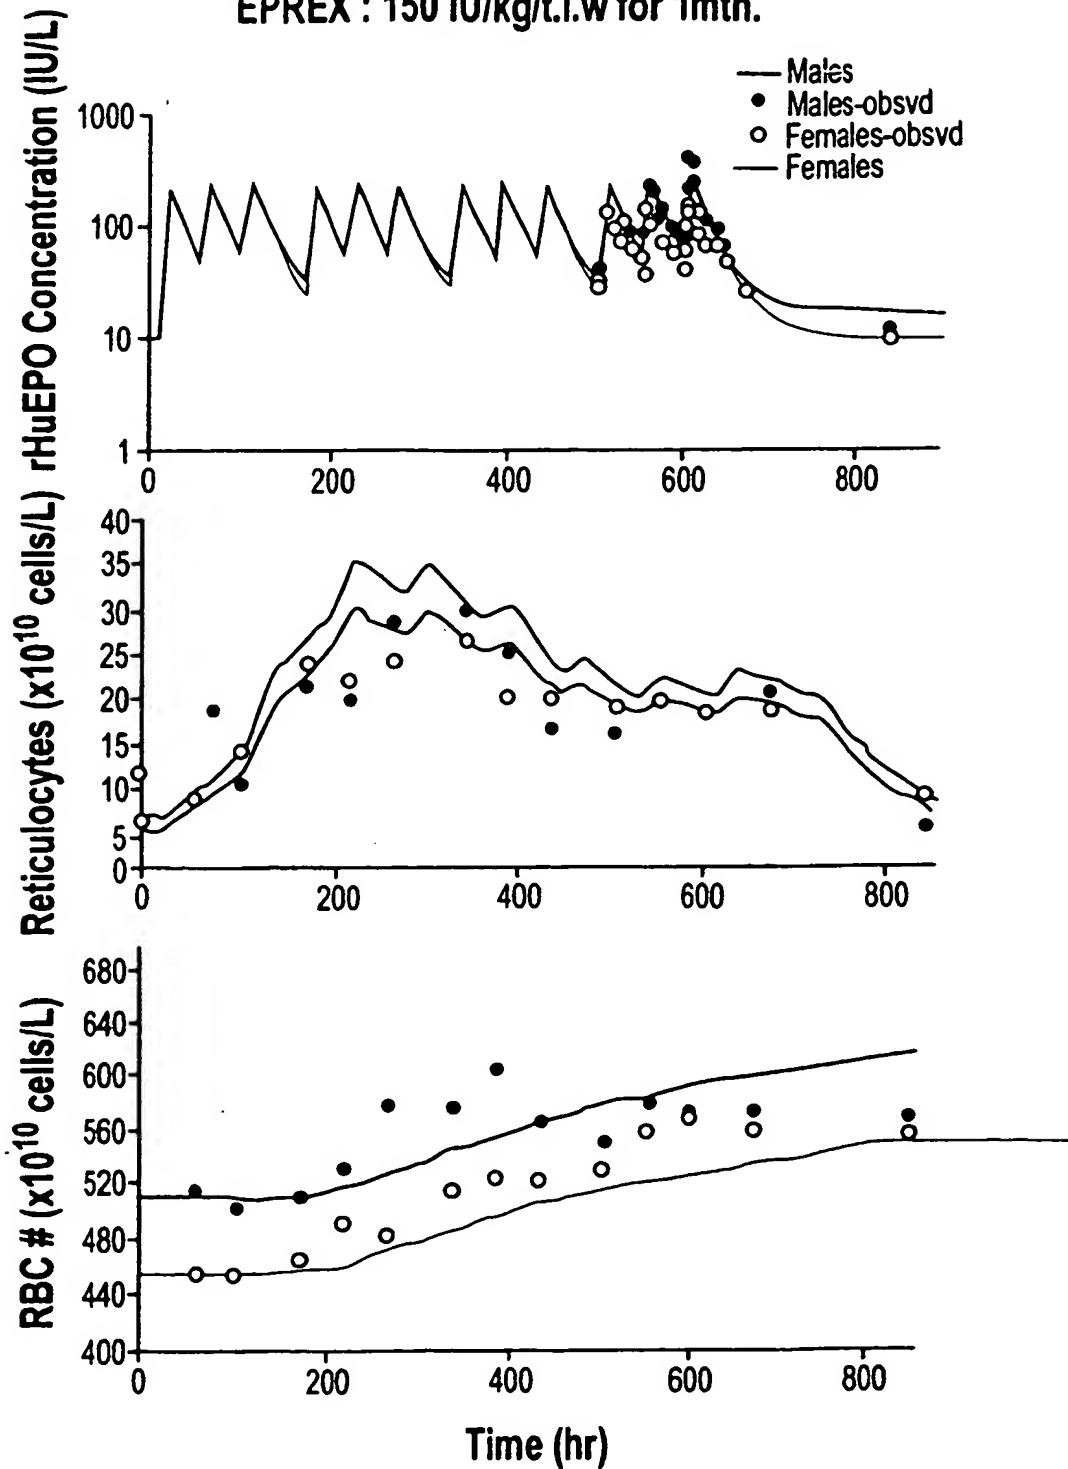 EPREX : 150 IU/kg/t.i.w for 1mth.
Males
Males-obsvd
Females-obsvd
Females
rHuEPO Concentration (IU/L)
1000
100
10
1
0 200 400 600 800
Reticulocytes (x10¹⁰ cells/L)
40
35
30
25
20
15
10
5
0
0 200 400 600 800
RBC # (x10¹⁰ cells/L)
680
640
600
560
520
480
440
400
0 200 400 600 800
Time (hr)